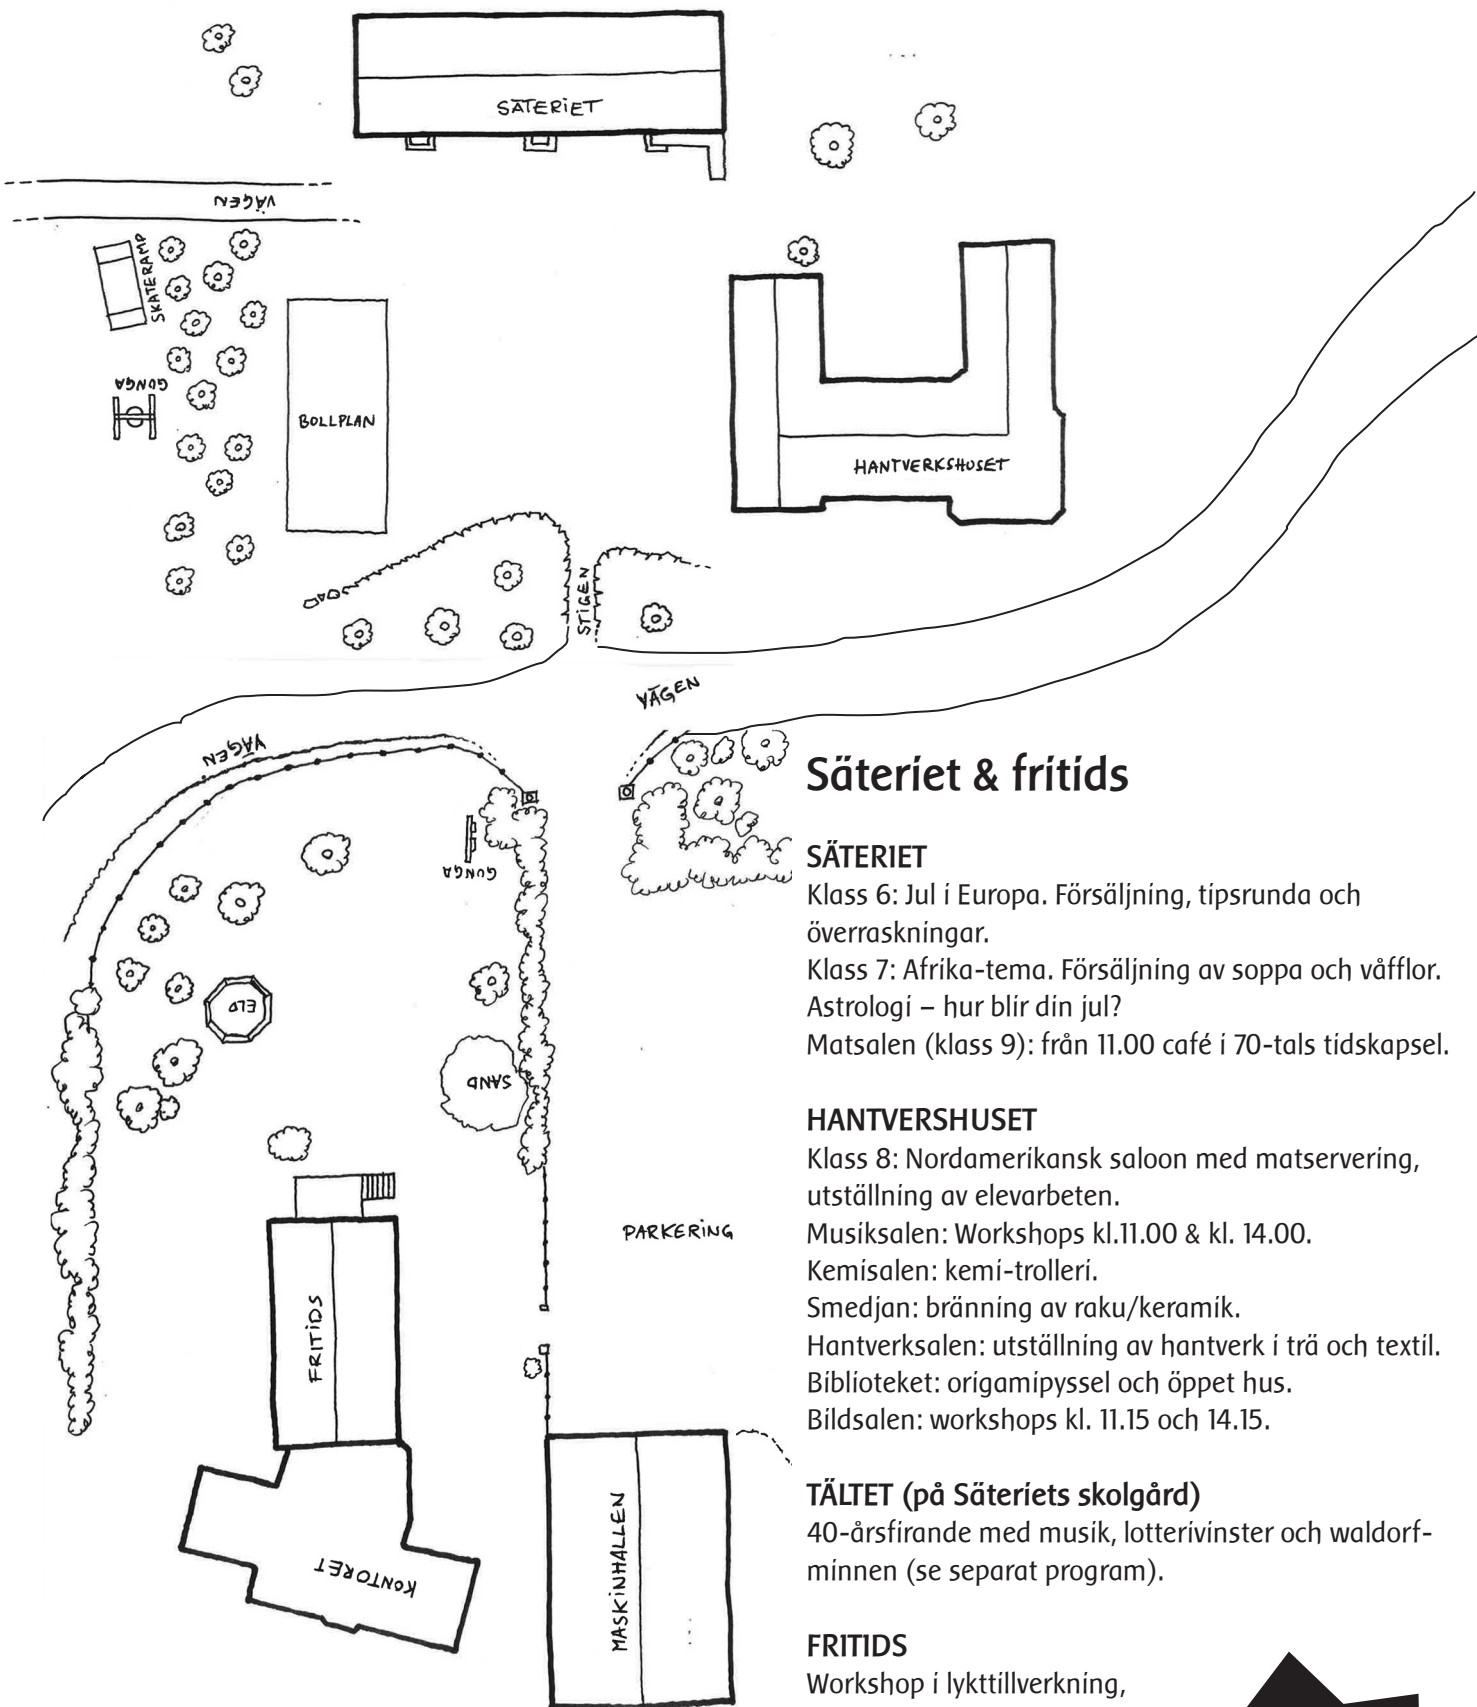 SÄTERIET
VÄGEN
SKATERAMP
GUNGA
BOLLPLAN
HANTVERKSHUSET
STIGEN
VÄGEN
VÄGEN
GUNGA
ELD
SAND
PARKERING
FRITIDS
KONTORET
MASKINHALLEN
Säteriet & fritids
SÄTERIET
Klass 6: Jul i Europa. Försäljning, tipsrunda och
överraskningar.
Klass 7: Afrika-tema. Försäljning av soppa och våfflor.
Astrologi – hur blir din jul?
Matsalen (klass 9): från 11.00 café i 70-tals tidskapsel.
HANTVERSHUSET
Klass 8: Nordamerikansk saloon med matservering,
utställning av elevarbeten.
Musiksalen: Workshops kl.11.00 & kl. 14.00.
Kemisalen: kemi-trolleri.
Smedjan: bränning av raku/keramik.
Hantverksalen: utställning av hantverk i trä och textil.
Biblioteket: origamipyssel och öppet hus.
Bildsalen: workshops kl. 11.15 och 14.15.
TÄLTET (på Säteriets skolgård)
40-årsfirande med musik, lotterivinster och waldorf-
minnen (se separat program).
FRITIDS
Workshop i lykttillverkning,